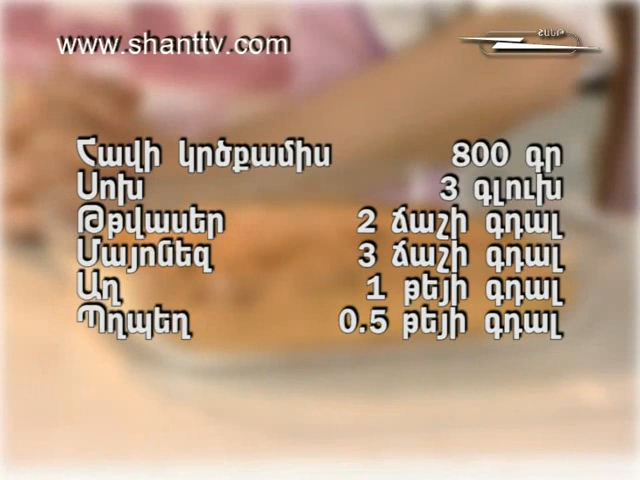 www.shanttv.com
ՇԱՆԹ
Հավի կրծքամիս 800 գր
Սոխ 3 գլուխ
Թթվասեր 2 ճաշի գդալ
Մայոնեզ 3 ճաշի գդալ
Աղ 1 թեյի գդալ
Պղպեղ 0.5 թեյի գդալ